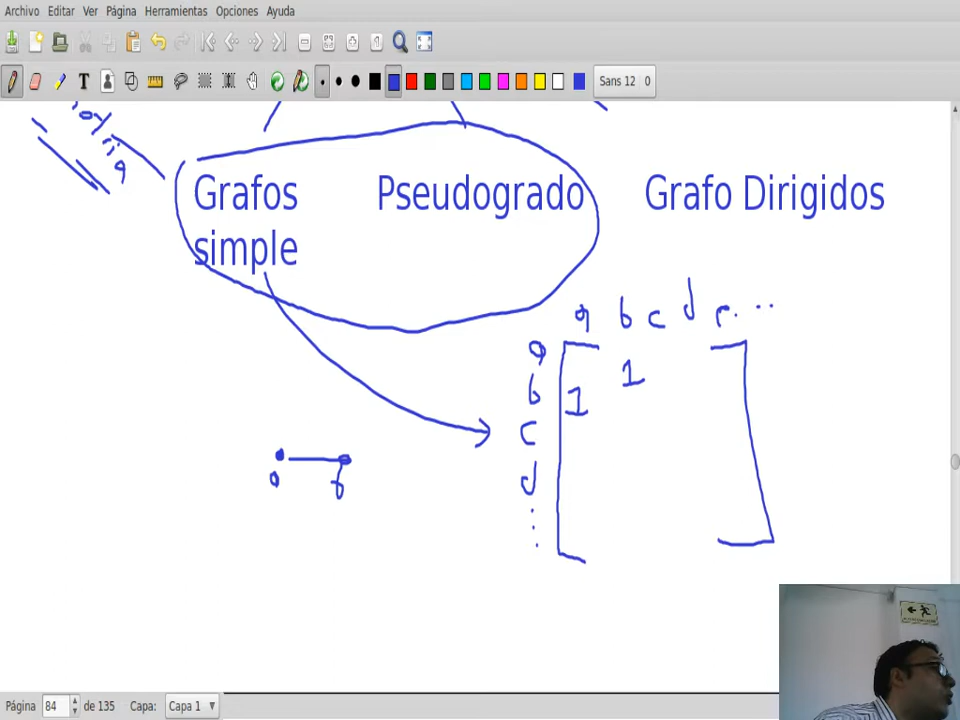 Archivo Editar Ver Página Herramientas Opciones Ayuda
T Sans 12 0
Grafos simple Pseudogrado Grafo Dirigidos
a b c d e...
a
b
c
d
1
1
a b
Página 84 de 135 Capa: Capa 1